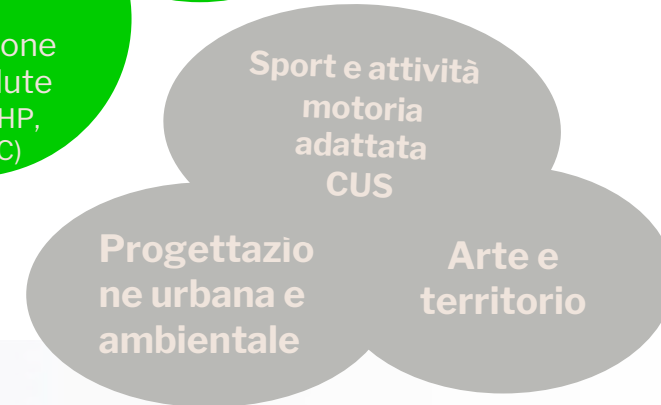 one
lute
HP,
C)
Sport e attività
motoria
adattata
CUS
Progettazio
ne urbana e
ambientale
Arte e
territorio